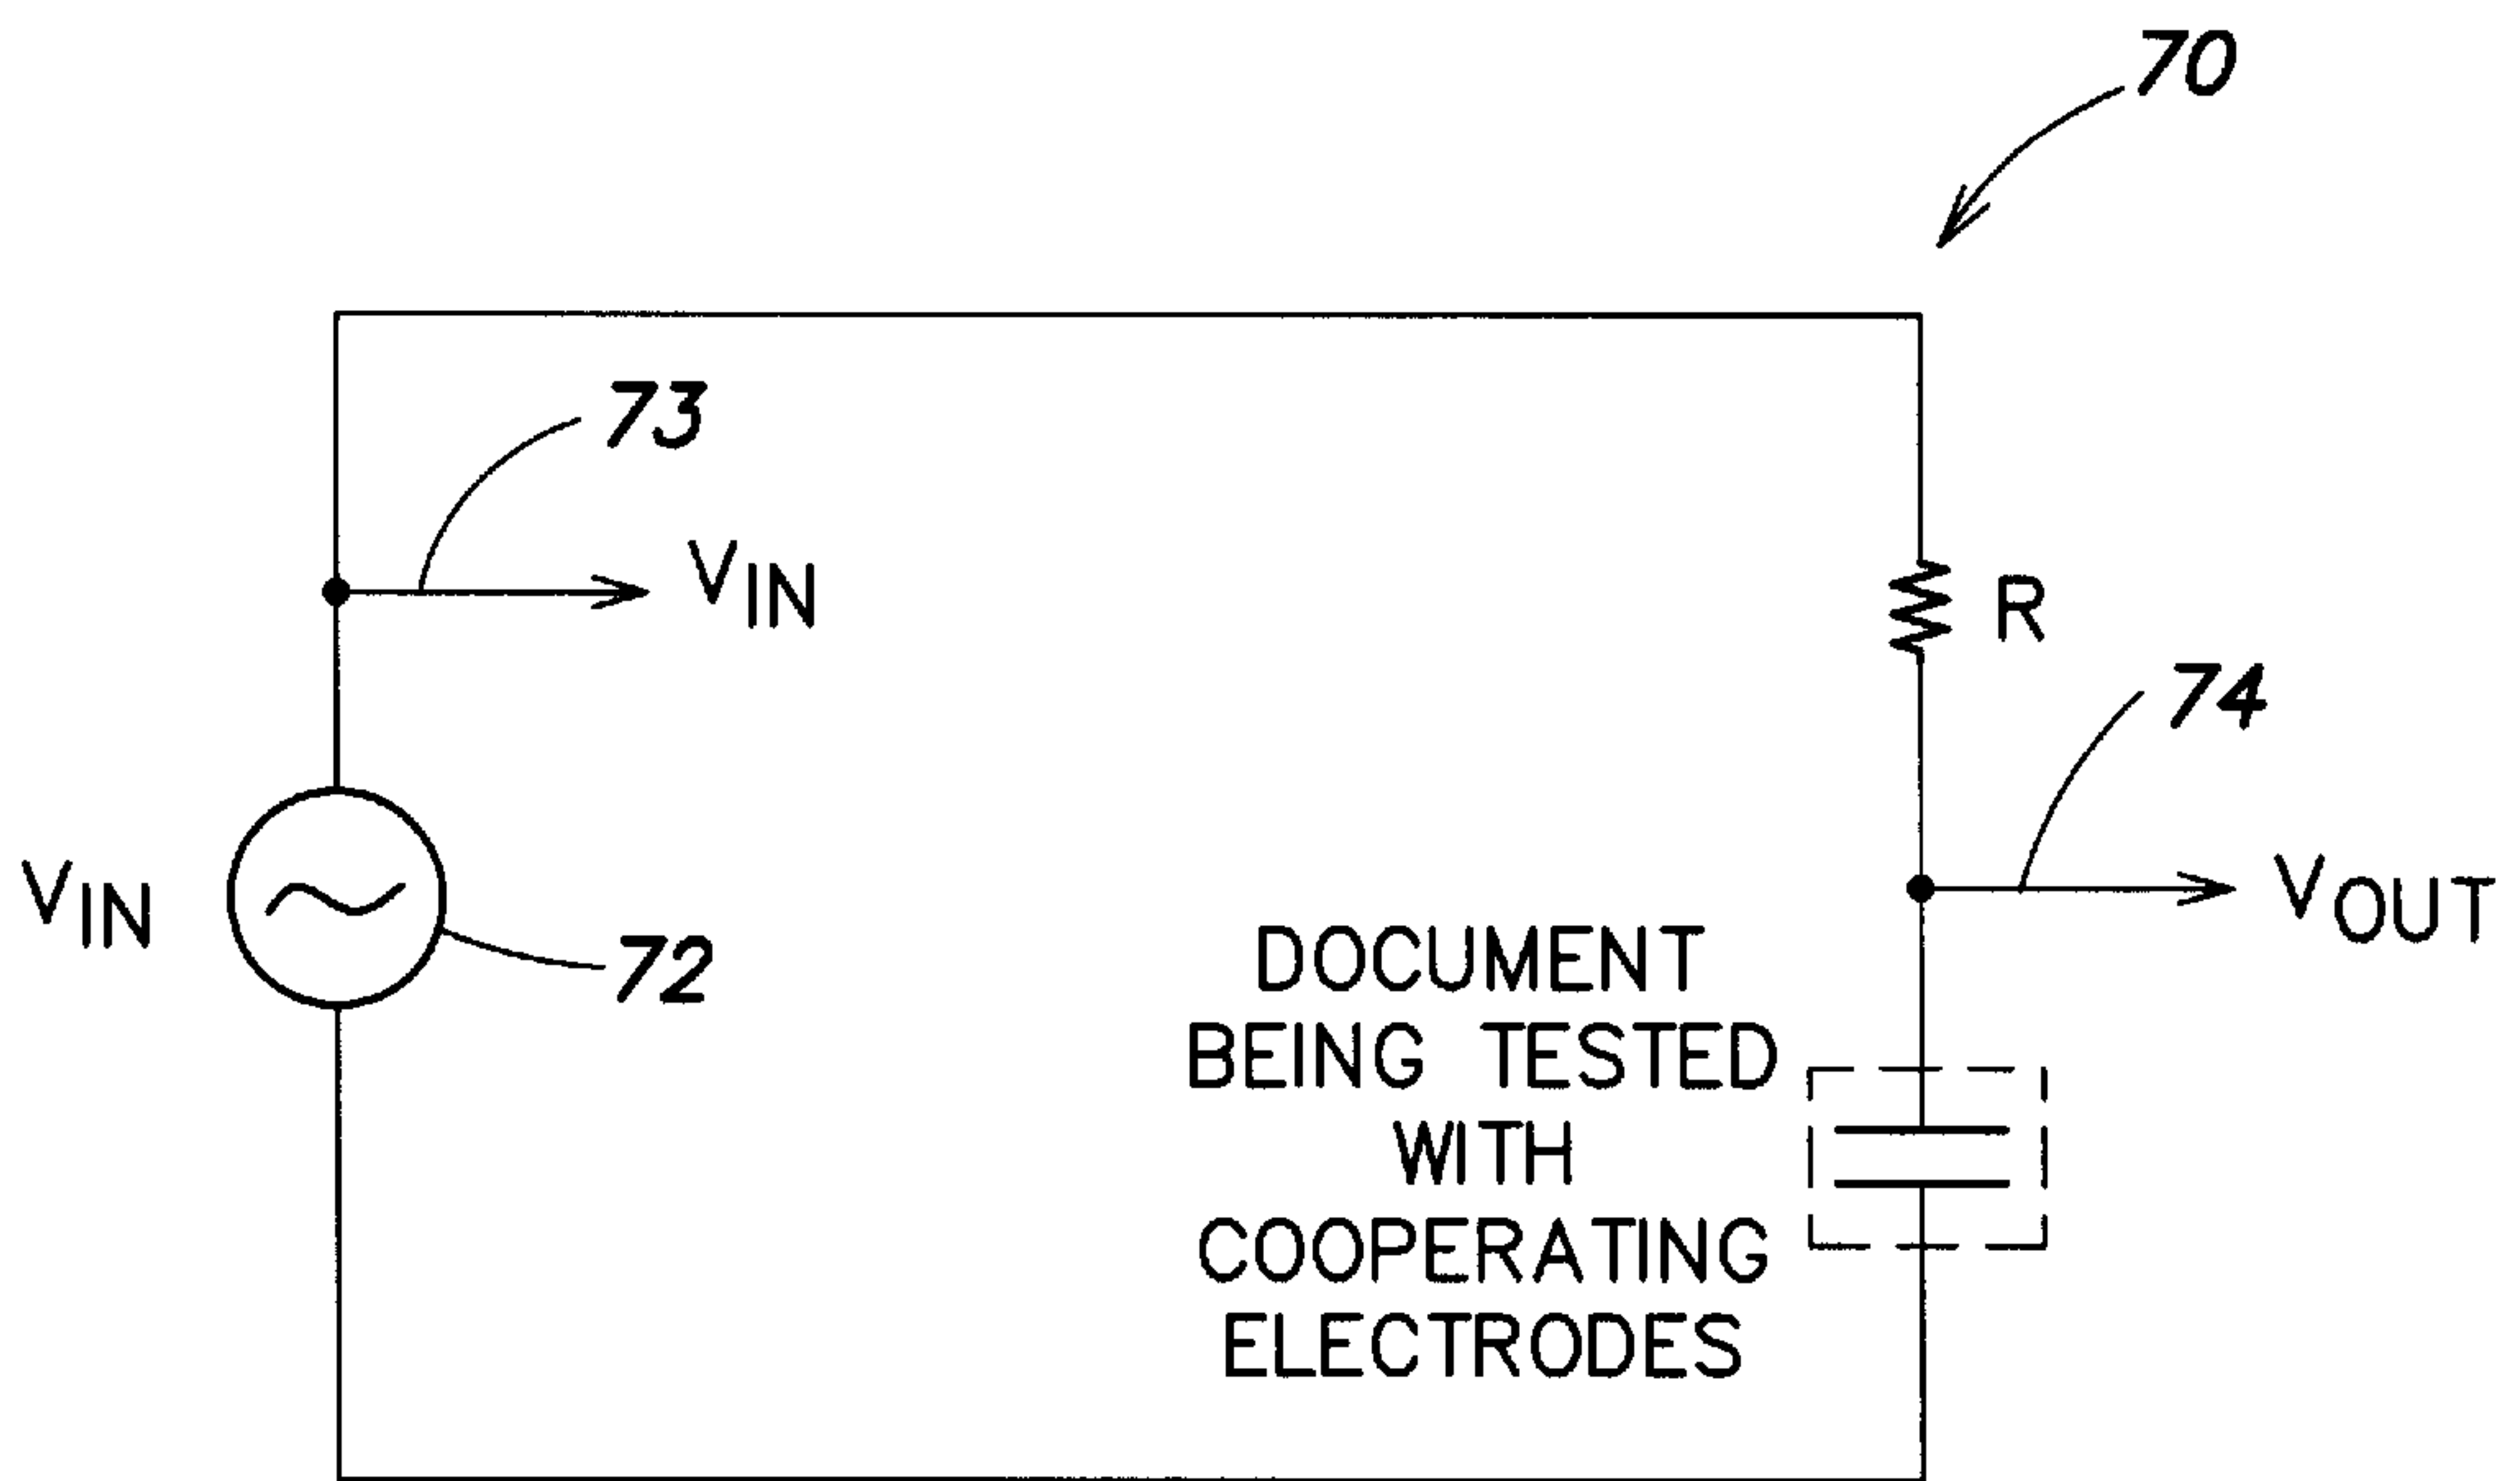 70
73
VIN
R
74
VIN
72
VOUT
DOCUMENT
BEING TESTED
WITH
COOPERATING
ELECTRODES